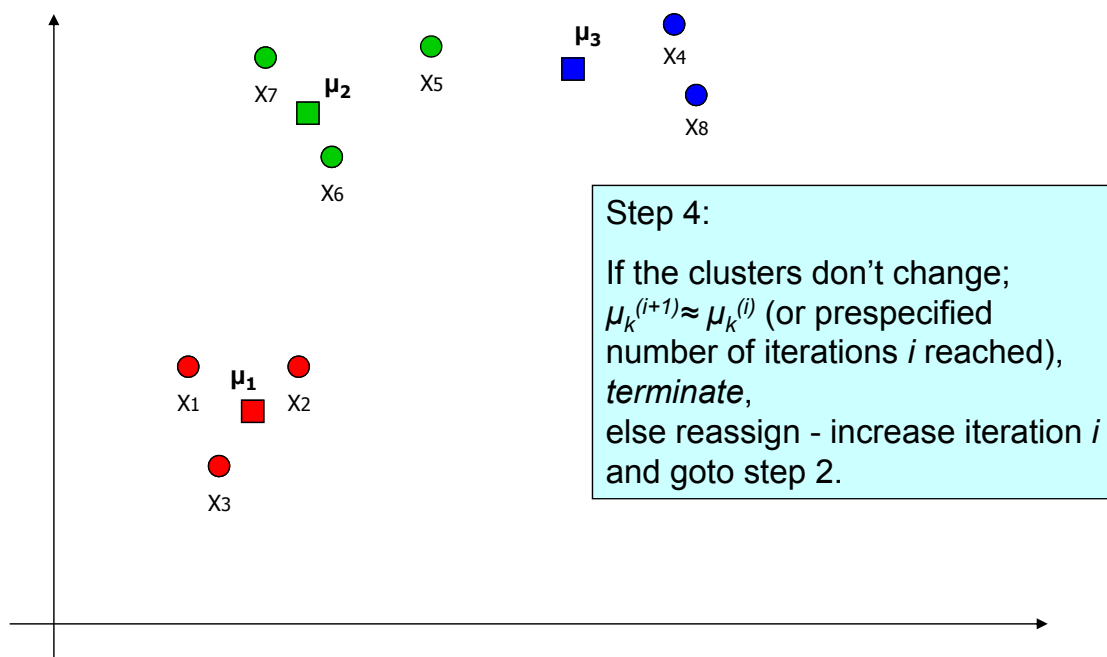 μ3
X4
μ2
X7
X5
X8
X6
Step 4:
If the clusters don’t change;
μk(i+1)≈ μk(i) (or prespecified
number of iterations i reached),
terminate,
else reassign - increase iteration i
and goto step 2.
μ1
X1
X2
X3